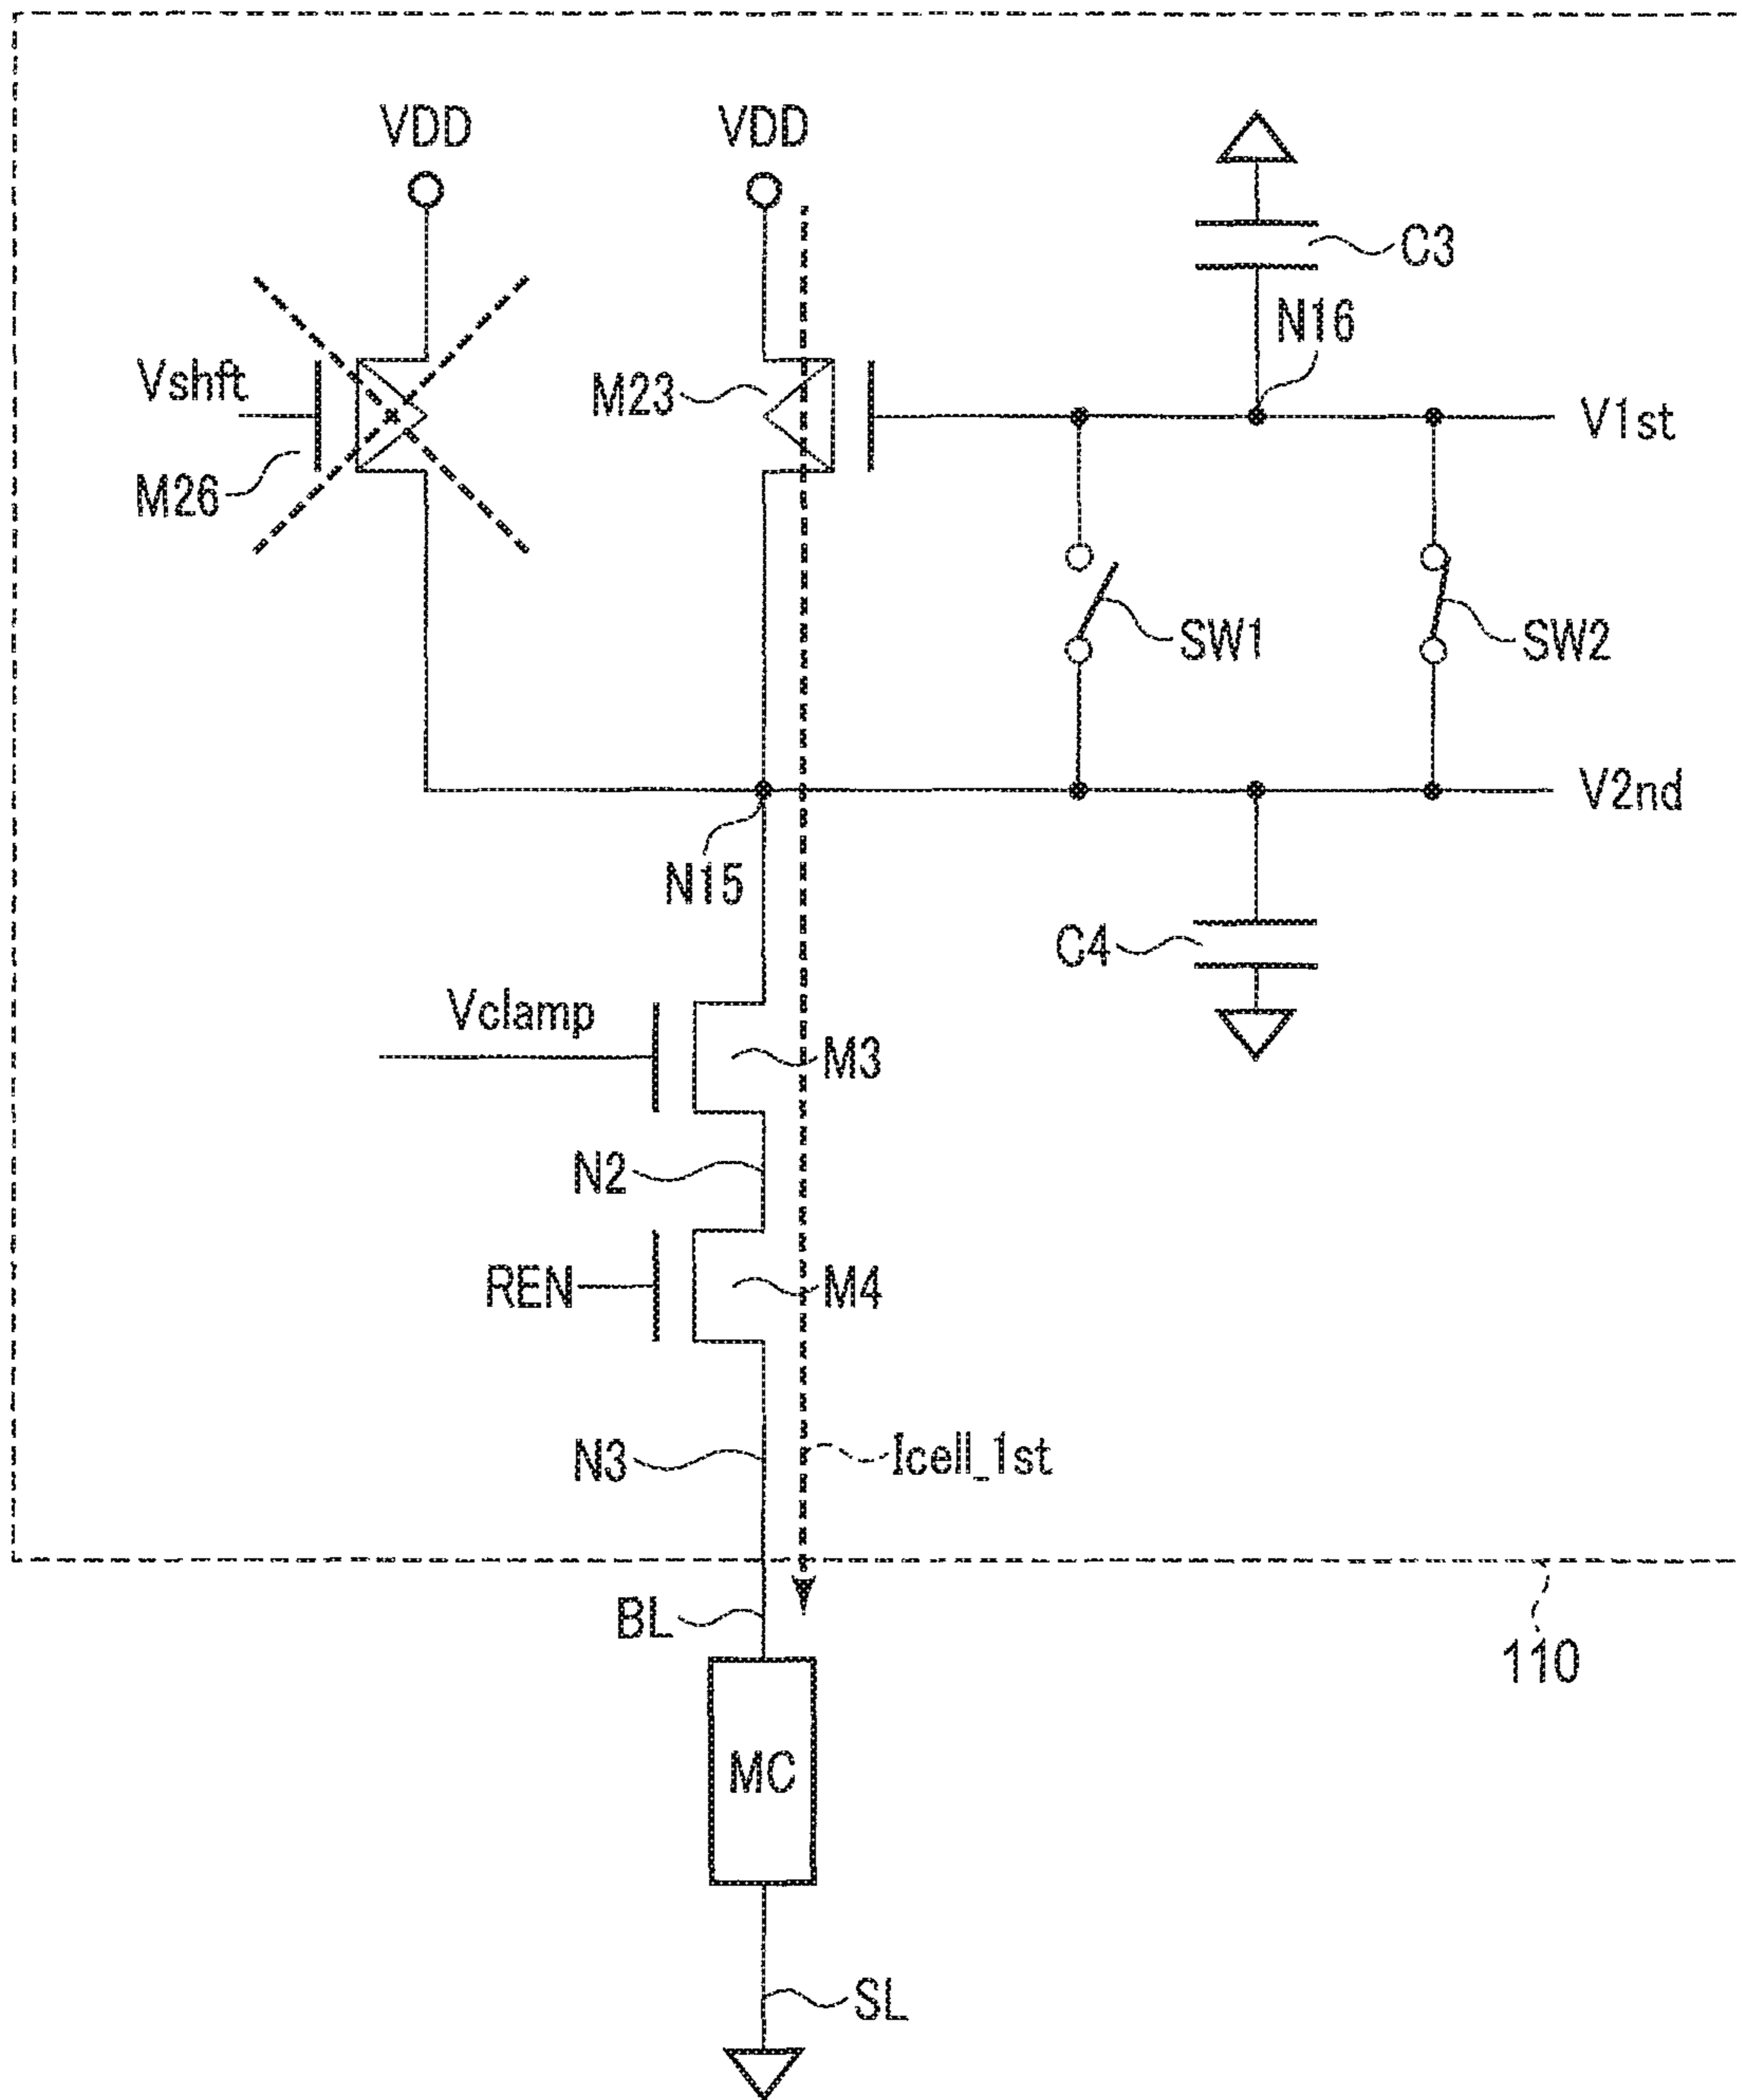 VDD
VDD
C3
N16
Vshft
M23
V1st
M26
SW1
SW2
V2nd
N15
C4
Vclamp
M3
N2
REN
M4
N3
Icell_1st
BL
110
MC
SL